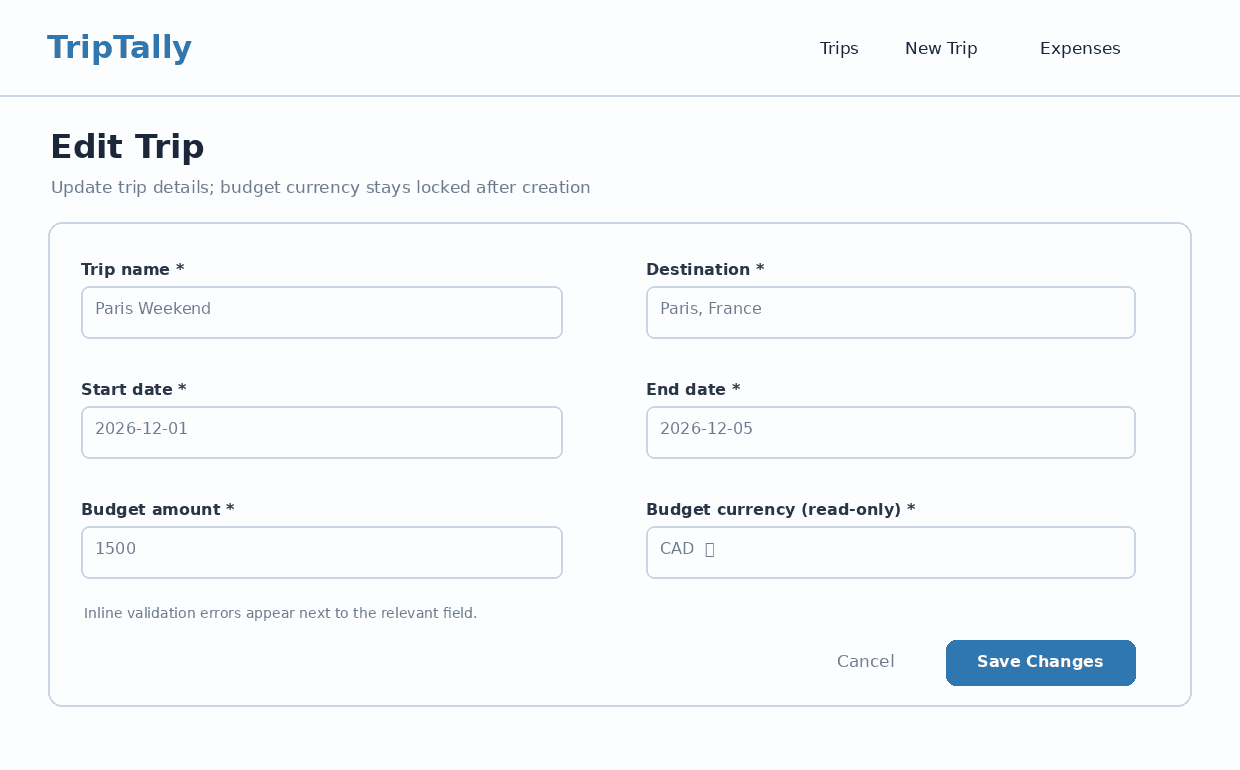 TripTally
Trips New Trip Expenses
Edit Trip
Update trip details; budget currency stays locked after creation
Trip name * Destination *
Paris Weekend Paris, France
Start date * End date *
2026-12-01 2026-12-05
Budget amount * Budget currency (read-only) *
1500 CAD
Inline validation errors appear next to the relevant field.
Cancel Save Changes